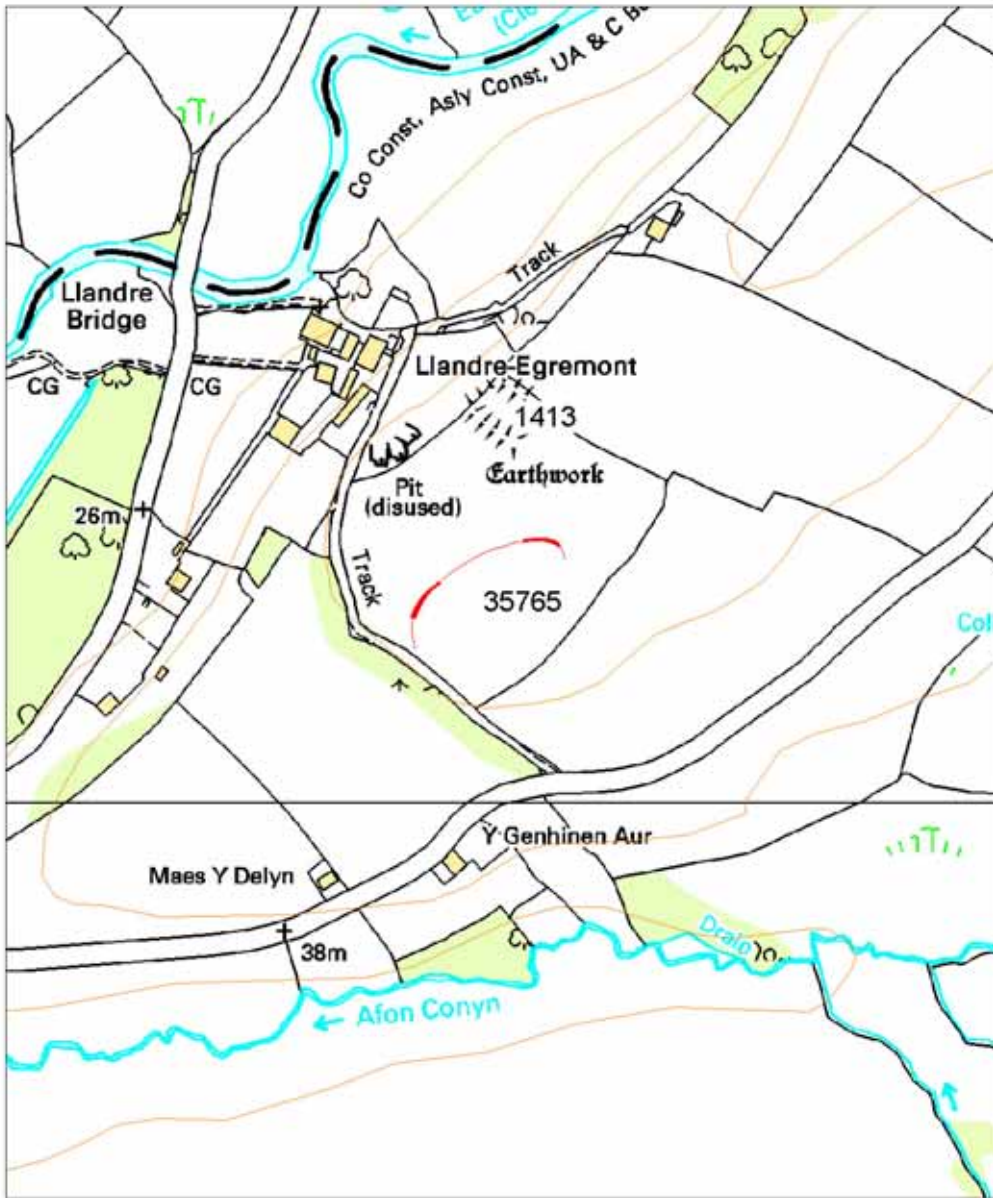 Co Const, Asly Const, UA & C
Llandre
Bridge
Track
CG
CG
Llandre-Egremont
1413
Earthwork
Pit
(disused)
26m
Track
35765
Y Genhinen Aur
Maes Y Delyn
38m
Afon Conyn